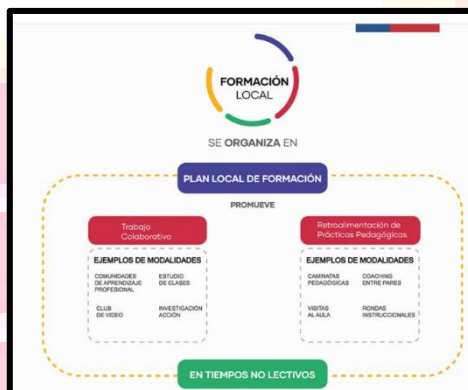 FORMACIÓN
LOCAL
SE ORGANIZA EN
PLAN LOCAL DE FORMACIÓN
PROMUEVE
Trabajo
Colaborativo
EJEMPLOS DE MODALIDADES
COMUNIDADES
DE APRENDIZAJE
PROFESIONAL
ESTUDIO
DE CLASES
CLUB
DE VIDEO
INVESTIGACIÓN
ACCIÓN
Retroalimentación de
Prácticas Pedagógicas
EJEMPLOS DE MODALIDADES
CAMINATAS
PEDAGÓGICAS
COACHING
ENTRE PARES
VISITAS
AL AULA
RONDAS
INSTRUCCIONALES
EN TIEMPOS NO LECTIVOS